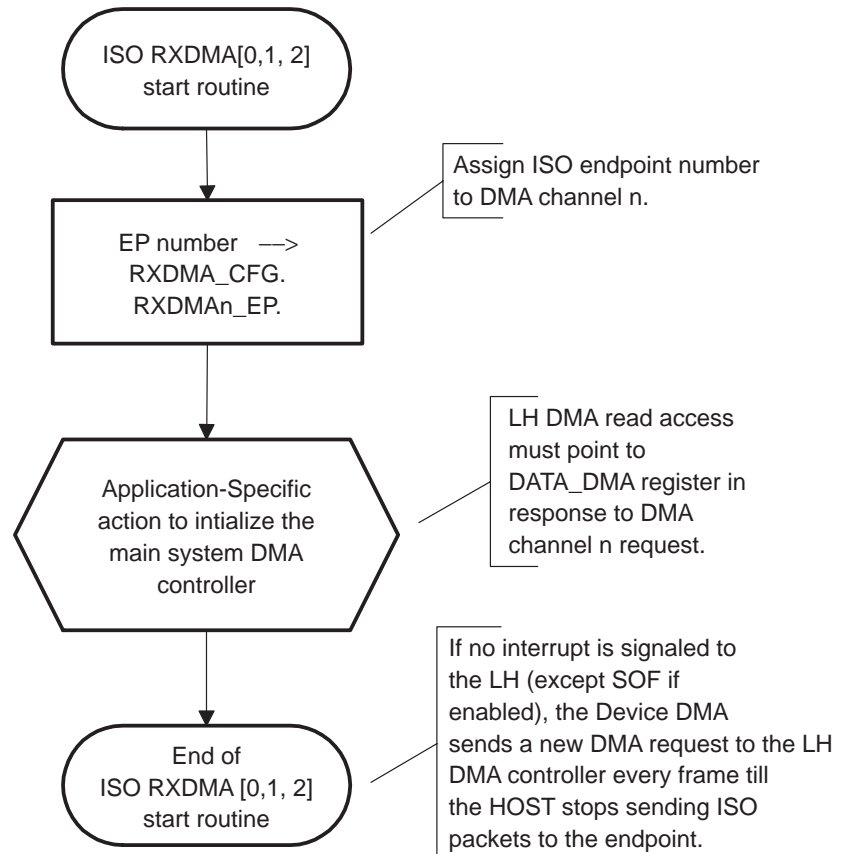 ISO RXDMA[0,1, 2]
start routine
Assign ISO endpoint number
to DMA channel n.
EP number −−>
RXDMA_CFG.
RXDMAn_EP.
LH DMA read access
must point to
DATA_DMA register in
response to DMA
channel n request.
Application-Specific
action to intialize the
main system DMA
controller
If no interrupt is signaled to
the LH (except SOF if
enabled), the Device DMA
sends a new DMA request to the LH
DMA controller every frame till
the HOST stops sending ISO
packets to the endpoint.
End of
ISO RXDMA [0,1, 2]
start routine